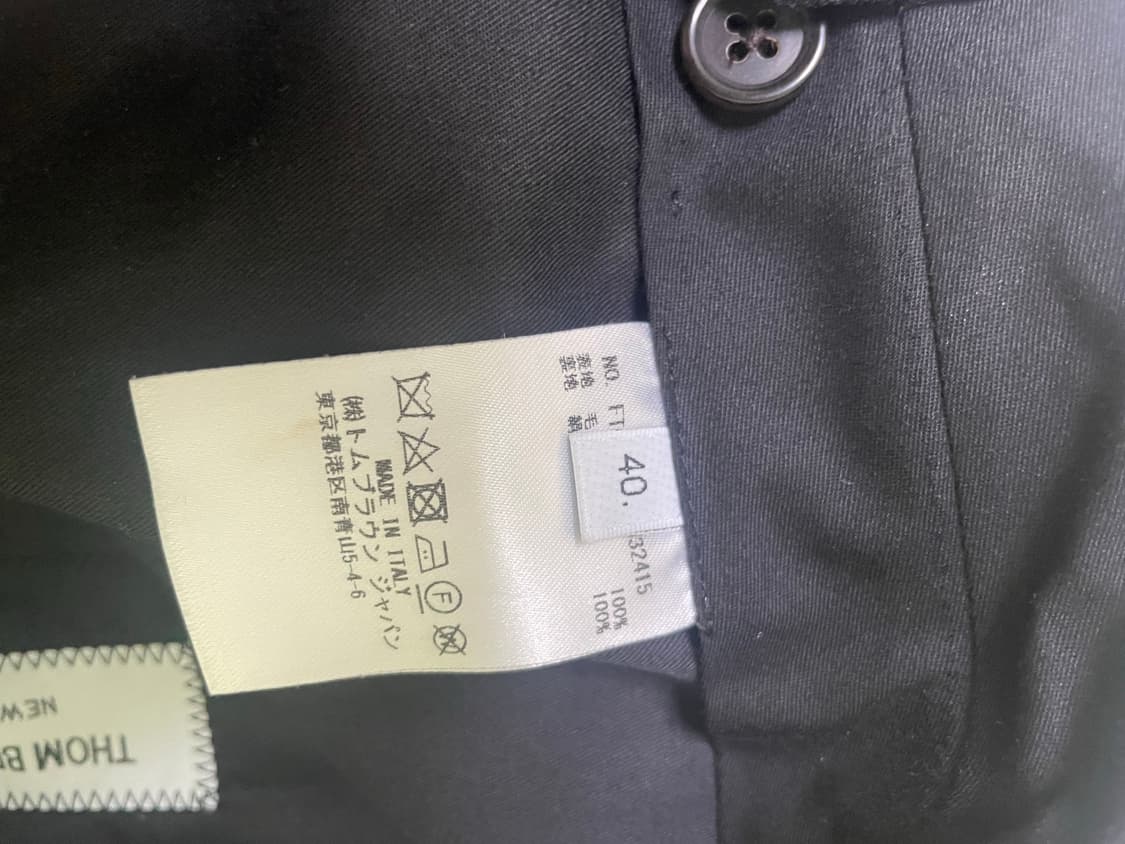 NO. FT
32415
表地 毛 100%
裏地 綿 100%
40.
F
MADE IN ITALY
(株)トムブラウン ジャパン
東京都港区南青山5-4-6
THOM
NEW